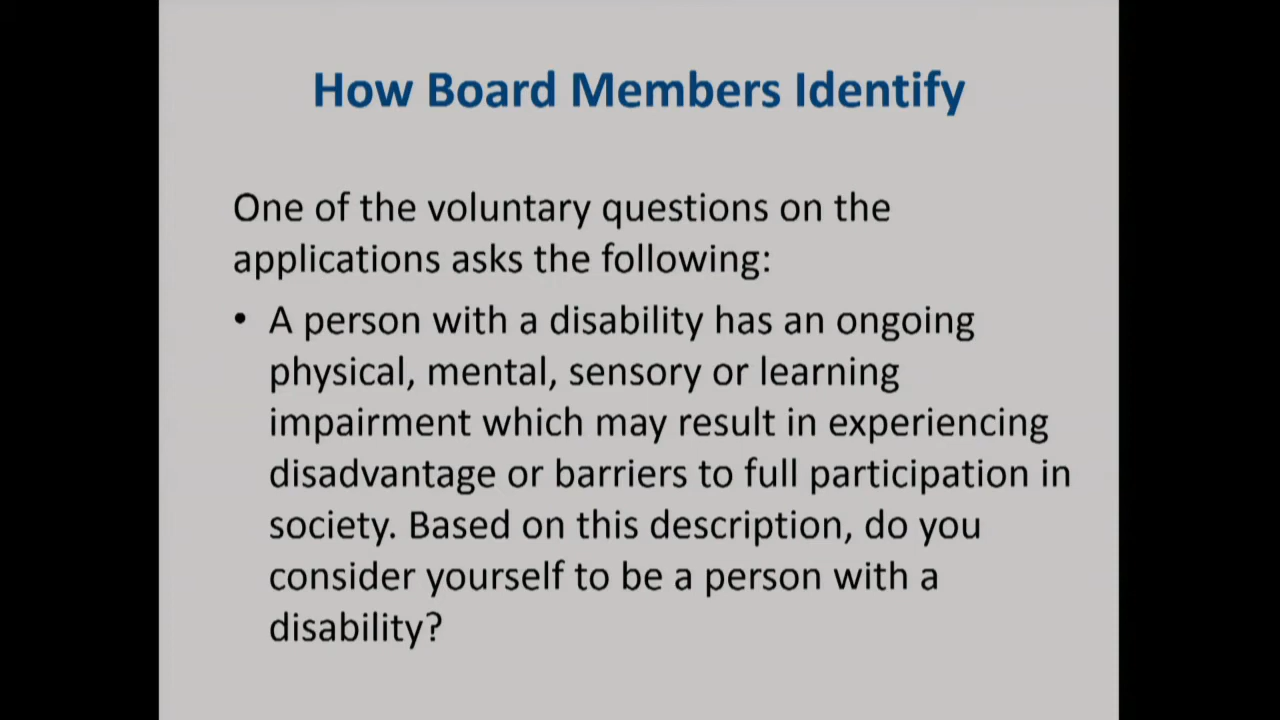 How Board Members Identify
One of the voluntary questions on the
applications asks the following:
• A person with a disability has an ongoing
physical, mental, sensory or learning
impairment which may result in experiencing
disadvantage or barriers to full participation in
society. Based on this description, do you
consider yourself to be a person with a
disability?